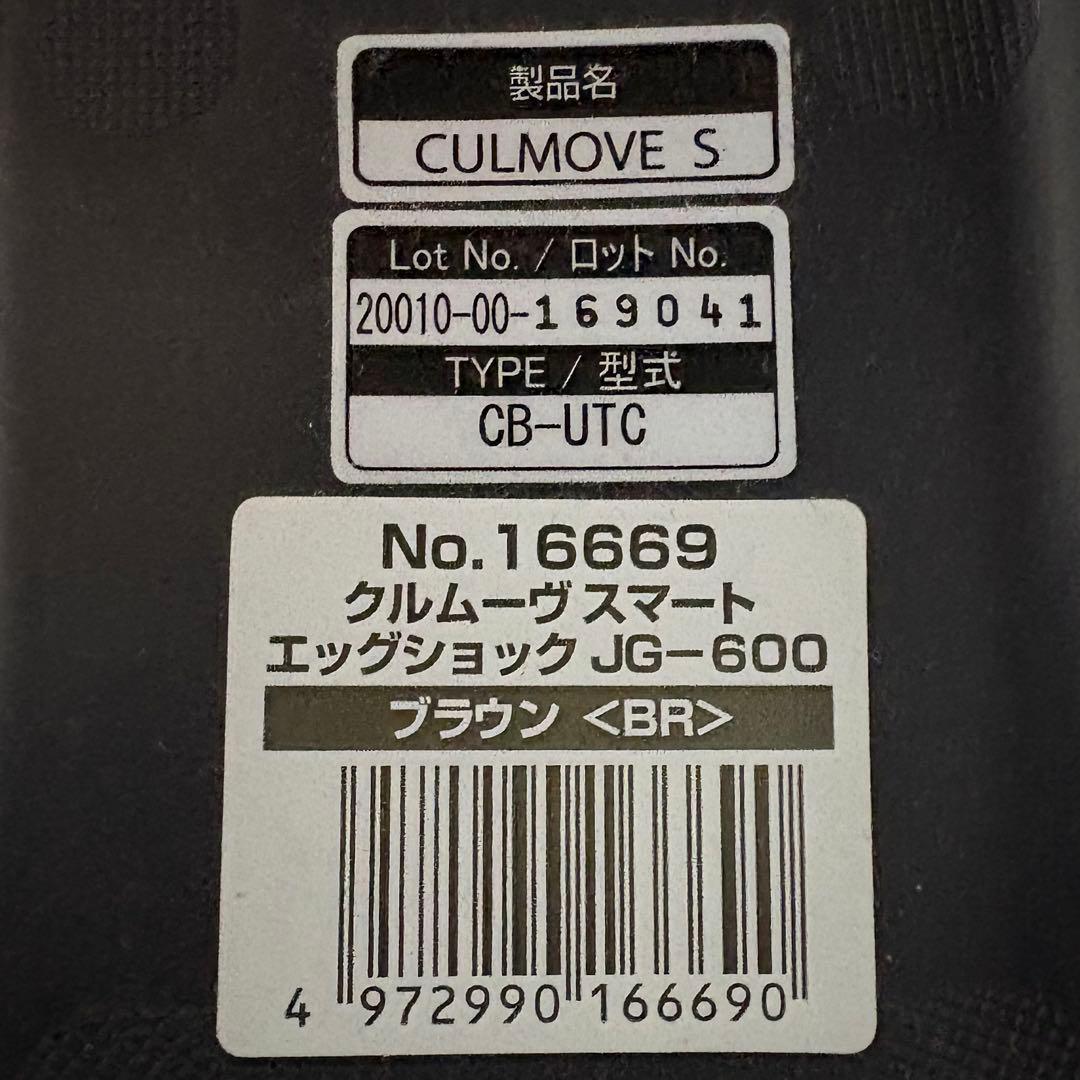 製品名
CULMOVE S
Lot No. / ロット No.
20010-00-169041
TYPE / 型式
CB-UTC
No.16669
クルムーヴ スマート
エッグショック JG-600
ブラウン <BR>
4 972990 166690